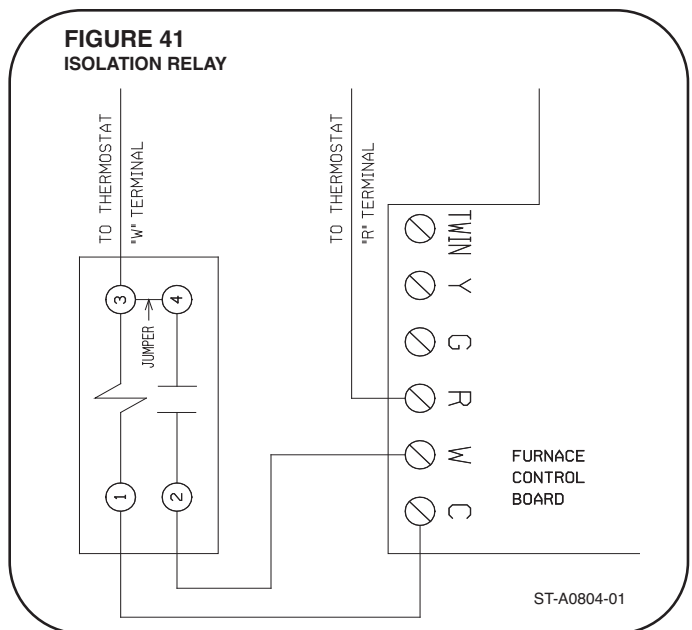 FIGURE 41
ISOLATION RELAY
TO THERMOSTAT
"W" TERMINAL
TO THERMOSTAT
"R" TERMINAL
3
4
JUMPER
1
2
TWIN
Y
G
R
W
C
FURNACE
CONTROL
BOARD
ST-A0804-01